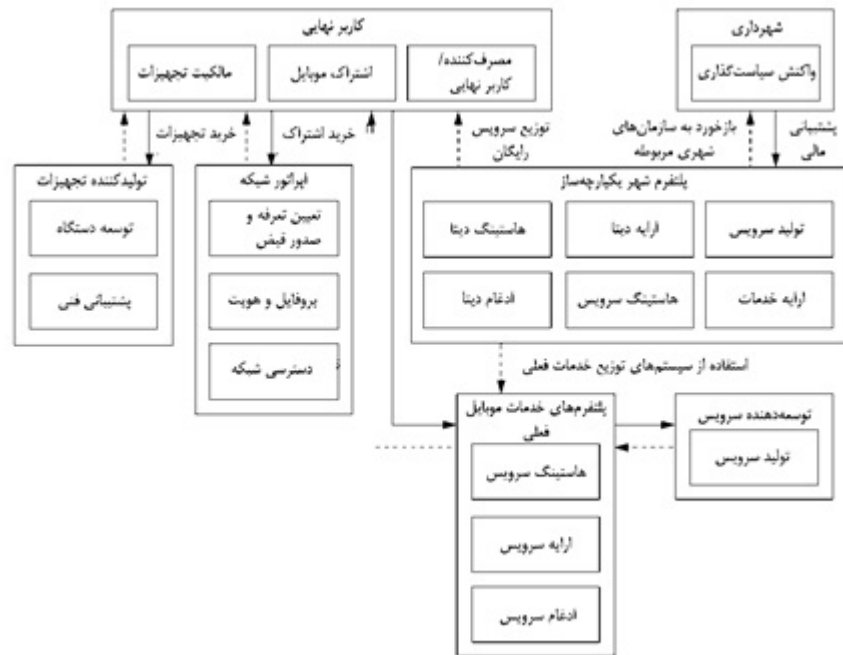 کاربر نهایی
مصرف‌کننده/
کاربر نهایی
اشتراک موبایل
مالکیت تجهیزات
شهرداری
واکنش سیاست‌گذاری
خرید تجهیزات
خرید اشتراک
توزیع سرویس
رایگان
بازخورد به سازمان‌های
شهری مربوطه
پشتیبانی
مالی
تولیدکننده تجهیزات
توسعه دستگاه
پشتیبانی فنی
اپراتور شبکه
تعیین تعرفه و
صدور قبض
پروفایل و هویت
دسترسی شبکه
پلتفرم شهر یکپارچه‌ساز
تولید سرویس
ارایه دیتا
هاستینگ دیتا
ارایه خدمات
هاستینگ سرویس
ادغام دیتا
استفاده از سیستم‌های توزیع خدمات فعلی
پلتفرم‌های خدمات موبایل
فعلی
هاستینگ سرویس
ارایه سرویس
ادغام سرویس
توسعه‌دهنده سرویس
تولید سرویس